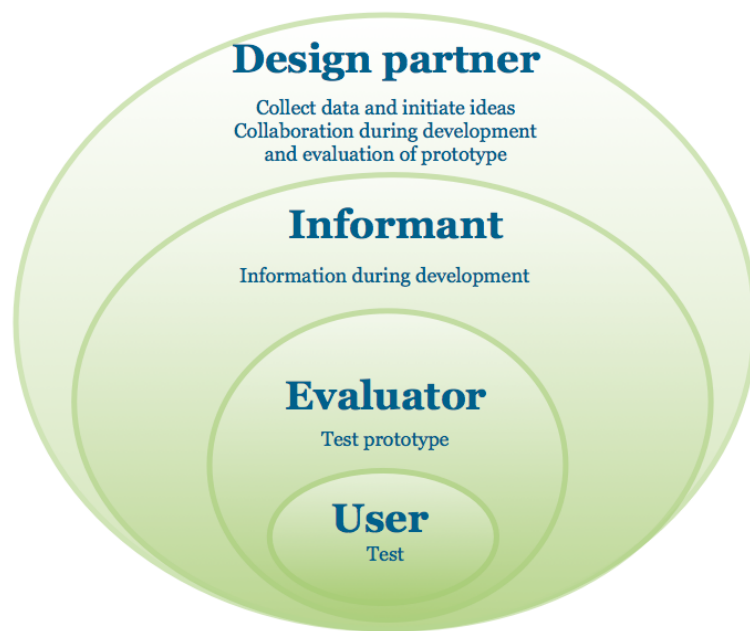 Design partner
Collect data and initiate ideas
Collaboration during development
and evaluation of prototype
Informant
Information during development
Evaluator
Test prototype
User
Test